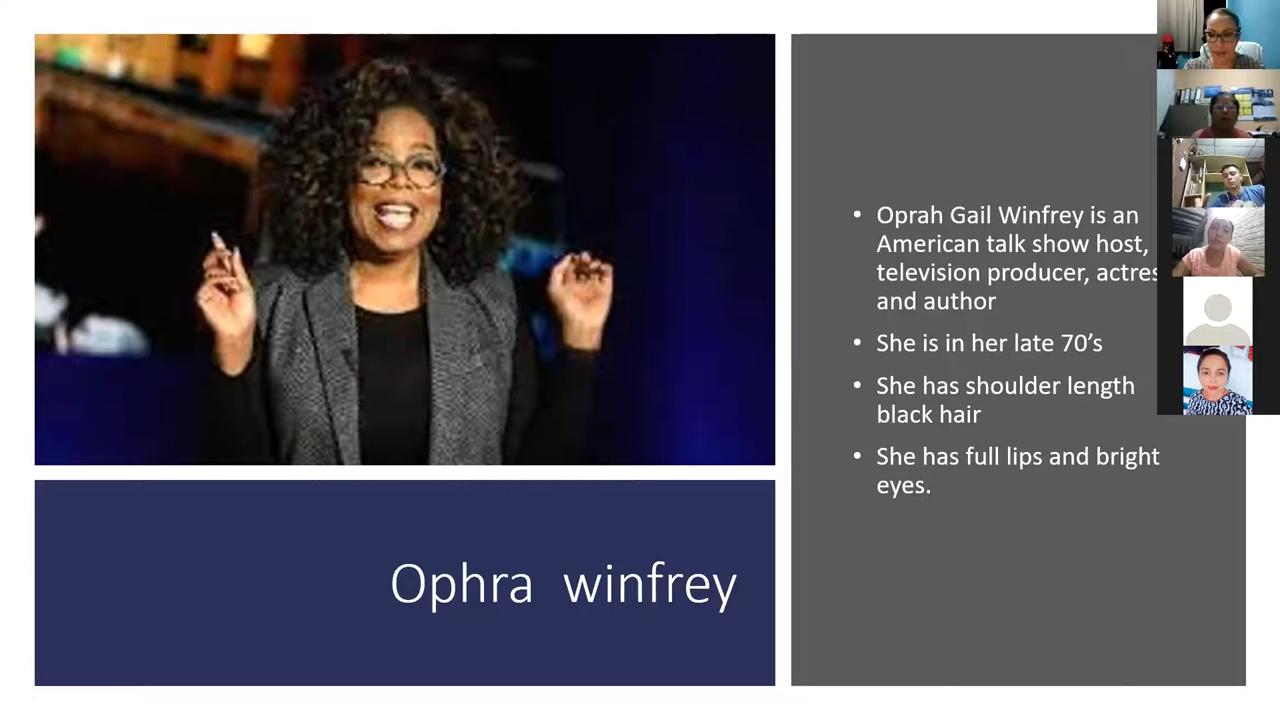 Oprah Gail Winfrey is an
American talk show host,
television producer, actres
and author
She is in her late 70's
She has shoulder length
black hair
She has full lips and bright
eyes.
Ophra winfrey